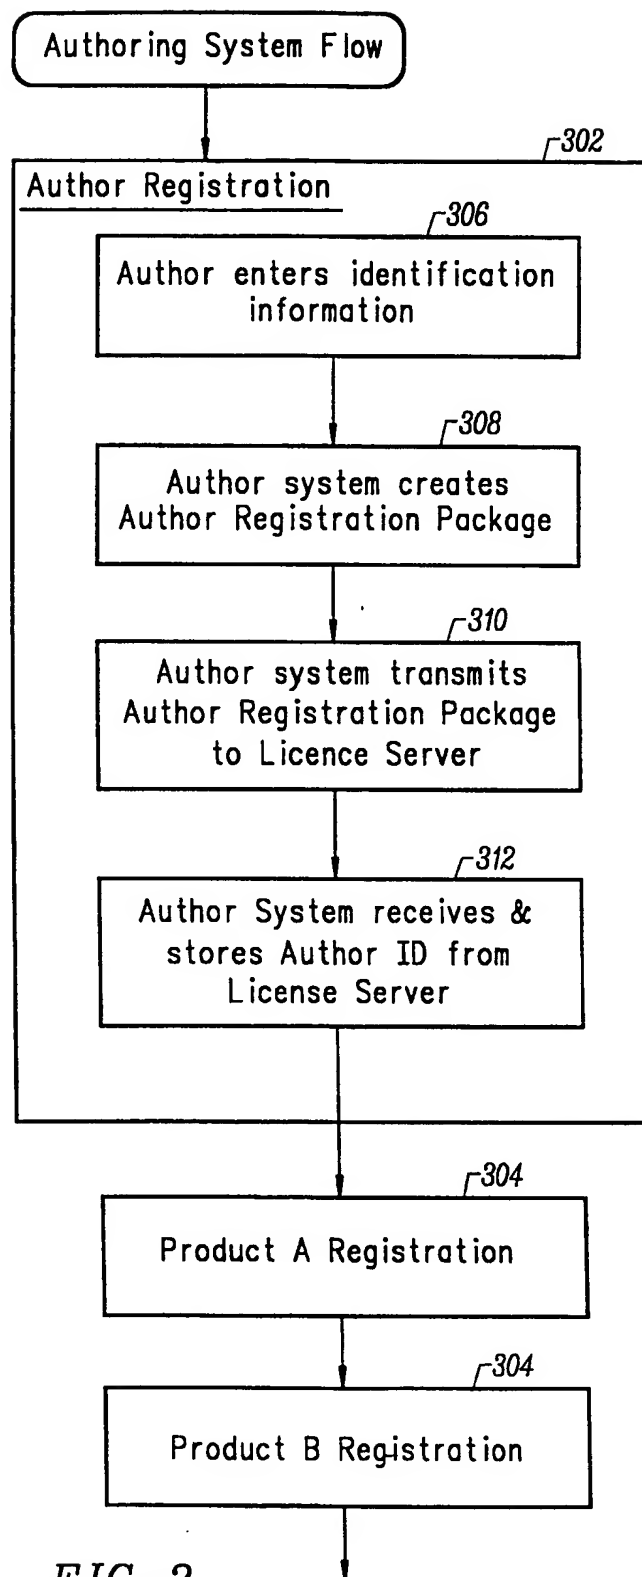 Authoring System Flow
302
Author Registration
306
Author enters identification
information
308
Author system creates
Author Registration Package
310
Author system transmits
Author Registration Package
to Licence Server
312
Author System receives &
stores Author ID from
License Server
304
Product A Registration
304
Product B Registration